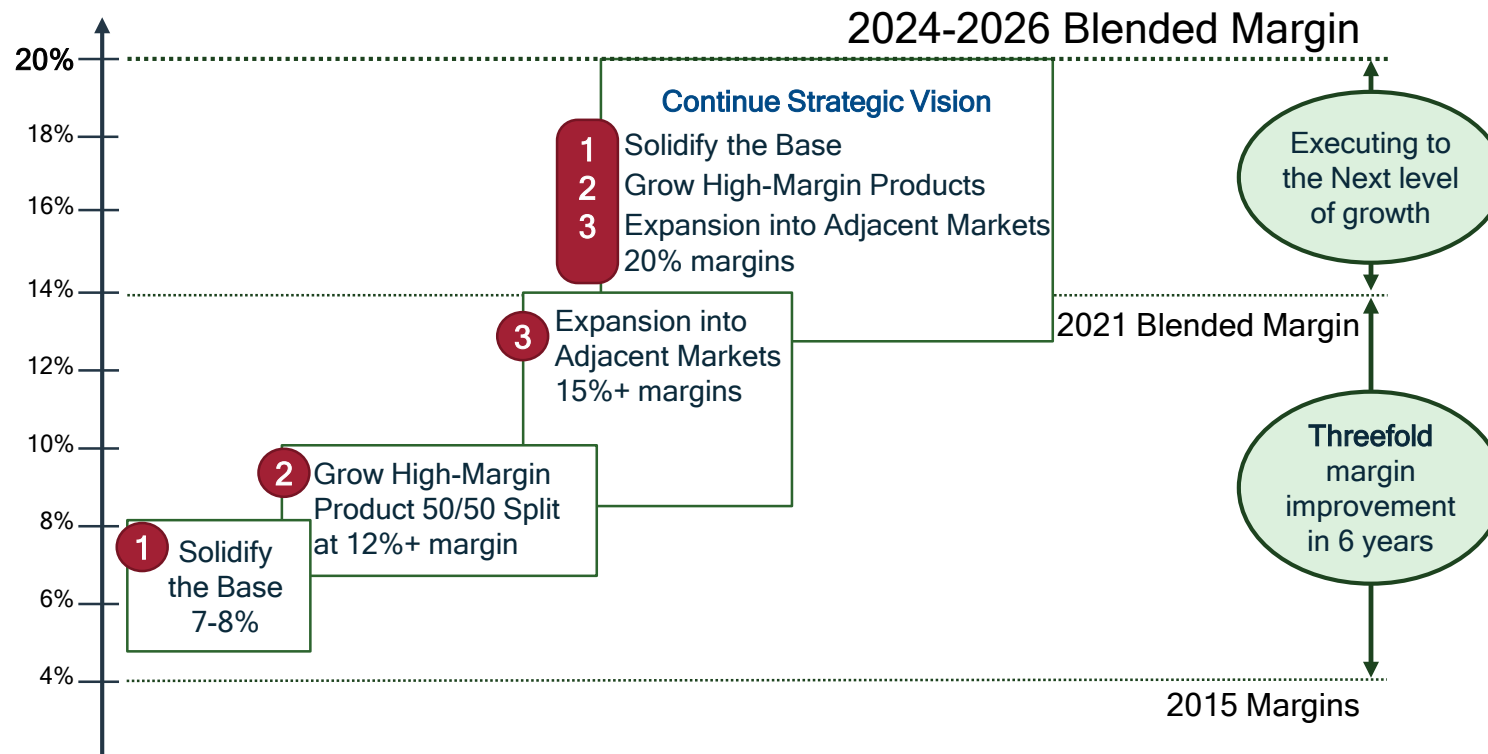 2024-2026 Blended Margin
20%
18%
16%
14%
12%
10%
8%
6%
4%
Continue Strategic Vision
1 Solidify the Base
2 Grow High-Margin Products
3 Expansion into Adjacent Markets
20% margins
Executing to
the Next level
of growth
2021 Blended Margin
3 Expansion into
Adjacent Markets
15%+ margins
2 Grow High-Margin
Product 50/50 Split
at 12%+ margin
1 Solidify
the Base
7-8%
Threefold
margin
improvement
in 6 years
2015 Margins